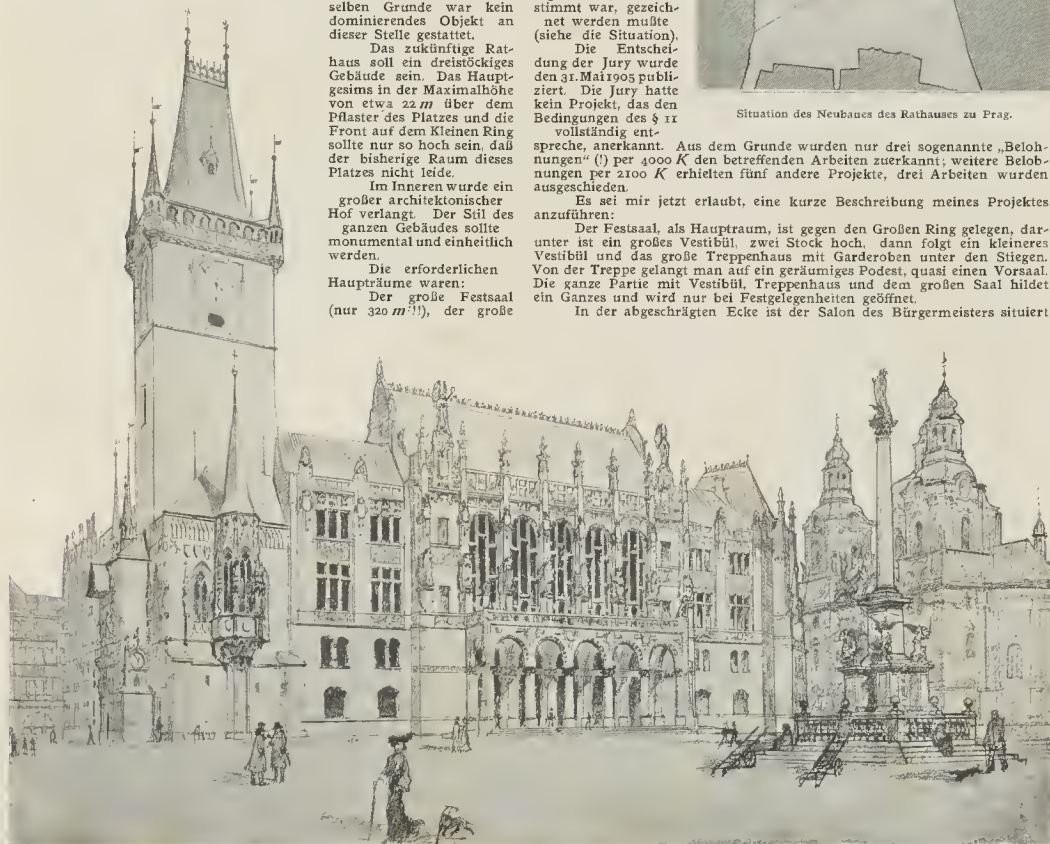 selben Grunde war kein
dominierendes Objekt an
dieser Stelle gestattet.
Das zukünftige Rat-
haus soll ein dreistöckiges
Gebäude sein. Das Haupt-
gesims in der Maximalhöhe
von etwa 22 m über dem
Pflaster des Platzes und die
Front auf dem Kleinen Ring
sollte nur so hoch sein, daß
der bisherige Raum dieses
Platzes nicht leide.
Im Inneren wurde ein
großer architektonischer
Hof verlangt. Der Stil des
ganzen Gebäudes sollte
monumental und einheitlich
werden.
Die erforderlichen
Haupträume waren:
Der große Festsaal
(nur 320 m²!!), der große
stimmt war, gezeich-
net werden mußte
(siehe die Situation).
Die Entschei-
dung der Jury wurde
den 31. Mai 1905 publi-
ziert. Die Jury hatte
kein Projekt, das den
Bedingungen des § 11
vollständig ent-
spreche, anerkannt. Aus dem Grunde wurden nur drei sogenannte „Beloh-
nungen“ (!) per 4000 K den betreffenden Arbeiten zuerkannt; weitere Belob-
nungen per 2100 K erhielten fünf andere Projekte, drei Arbeiten wurden
ausgeschieden.
Es sei mir jetzt erlaubt, eine kurze Beschreibung meines Projektes
anzuführen:
Der Festsaal, als Hauptraum, ist gegen den Großen Ring gelegen, dar-
unter ist ein großes Vestibül, zwei Stock hoch, dann folgt ein kleineres
Vestibül und das große Treppenhaus mit Garderoben unter den Stiegen.
Von der Treppe gelangt man auf ein geräumiges Podest, quasi einen Vorsaal.
Die ganze Partie mit Vestibül, Treppenhaus und dem großen Saal bildet
ein Ganzes und wird nur bei Festgelegenheiten geöffnet.
In der abgeschrägten Ecke ist der Salon des Bürgermeisters situiert
Situation des Neubaues des Rathauses zu Prag.